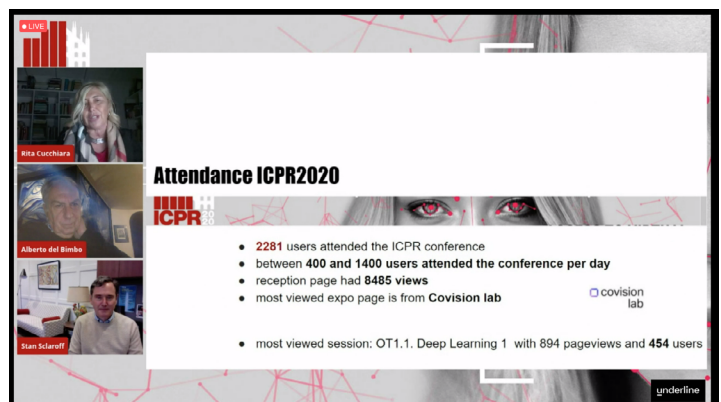 LIVE
Rita Cucchiara
Alberto del Bimbo
Stan Sclaroff
Attendance ICPR2020
ICPR
2281 users attended the ICPR conference
between 400 and 1400 users attended the conference per day
reception page had 8485 views
most viewed expo page is from Covision lab
covision
lab
most viewed session: OT1.1. Deep Learning 1 with 894 pageviews and 454 users
underline